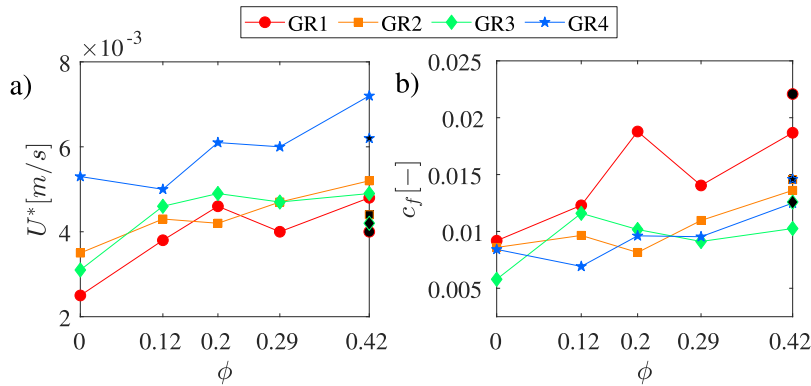 GR1 GR2 GR3 GR4
a)
×10⁻³
8
6
4
2
U* [m/s]
0 0.12 0.2 0.29 0.42
ϕ
b)
0.025
0.02
0.015
0.01
0.005
c_f [−]
0 0.12 0.2 0.29 0.42
ϕ